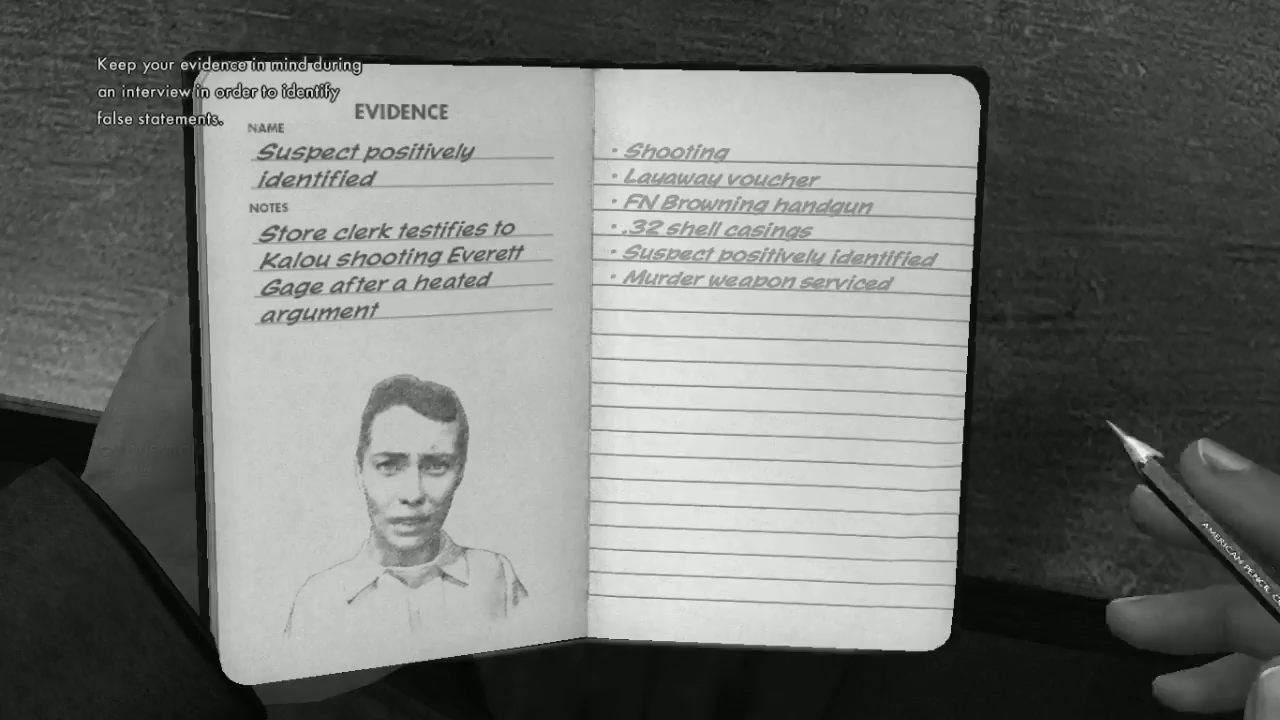 Keep your evidence in mind during
an interview in order to identify
false statements.
EVIDENCE
NAME
Suspect positively
identified
NOTES
Store clerk testifies to
Kalou shooting Everett
Gage after a heated
argument
· Shooting
· Layaway voucher
· FN Browning handgun
· .32 shell casings
· Suspect positively identified
· Murder weapon serviced
AMERICAN PENCIL